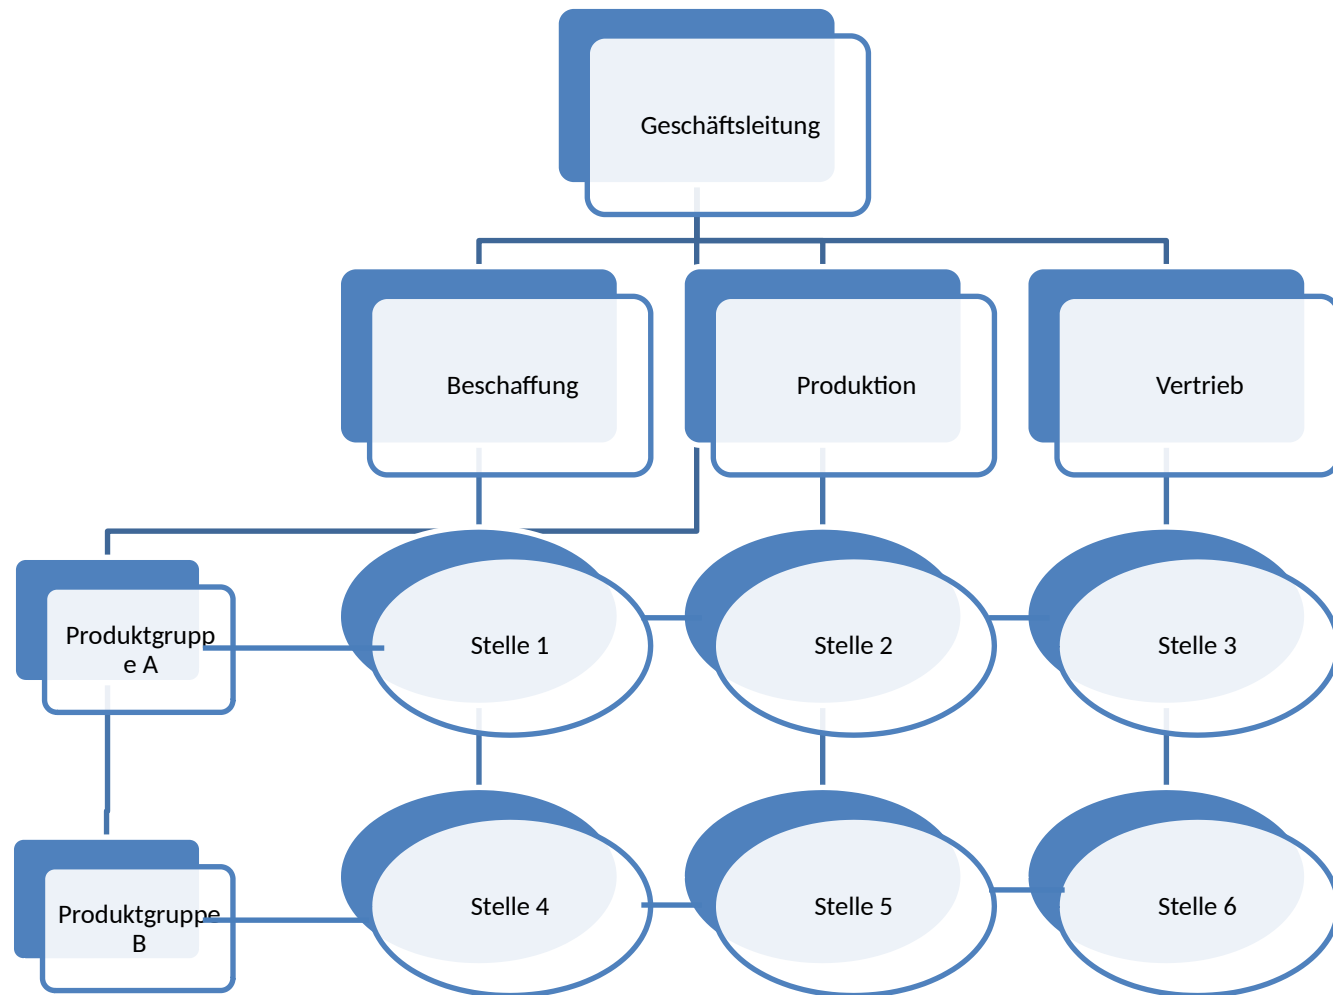 Geschäftsleitung
Beschaffung
Produktion
Vertrieb
Produktgrupp
e A
Stelle 1
Stelle 2
Stelle 3
Produktgruppe
B
Stelle 4
Stelle 5
Stelle 6